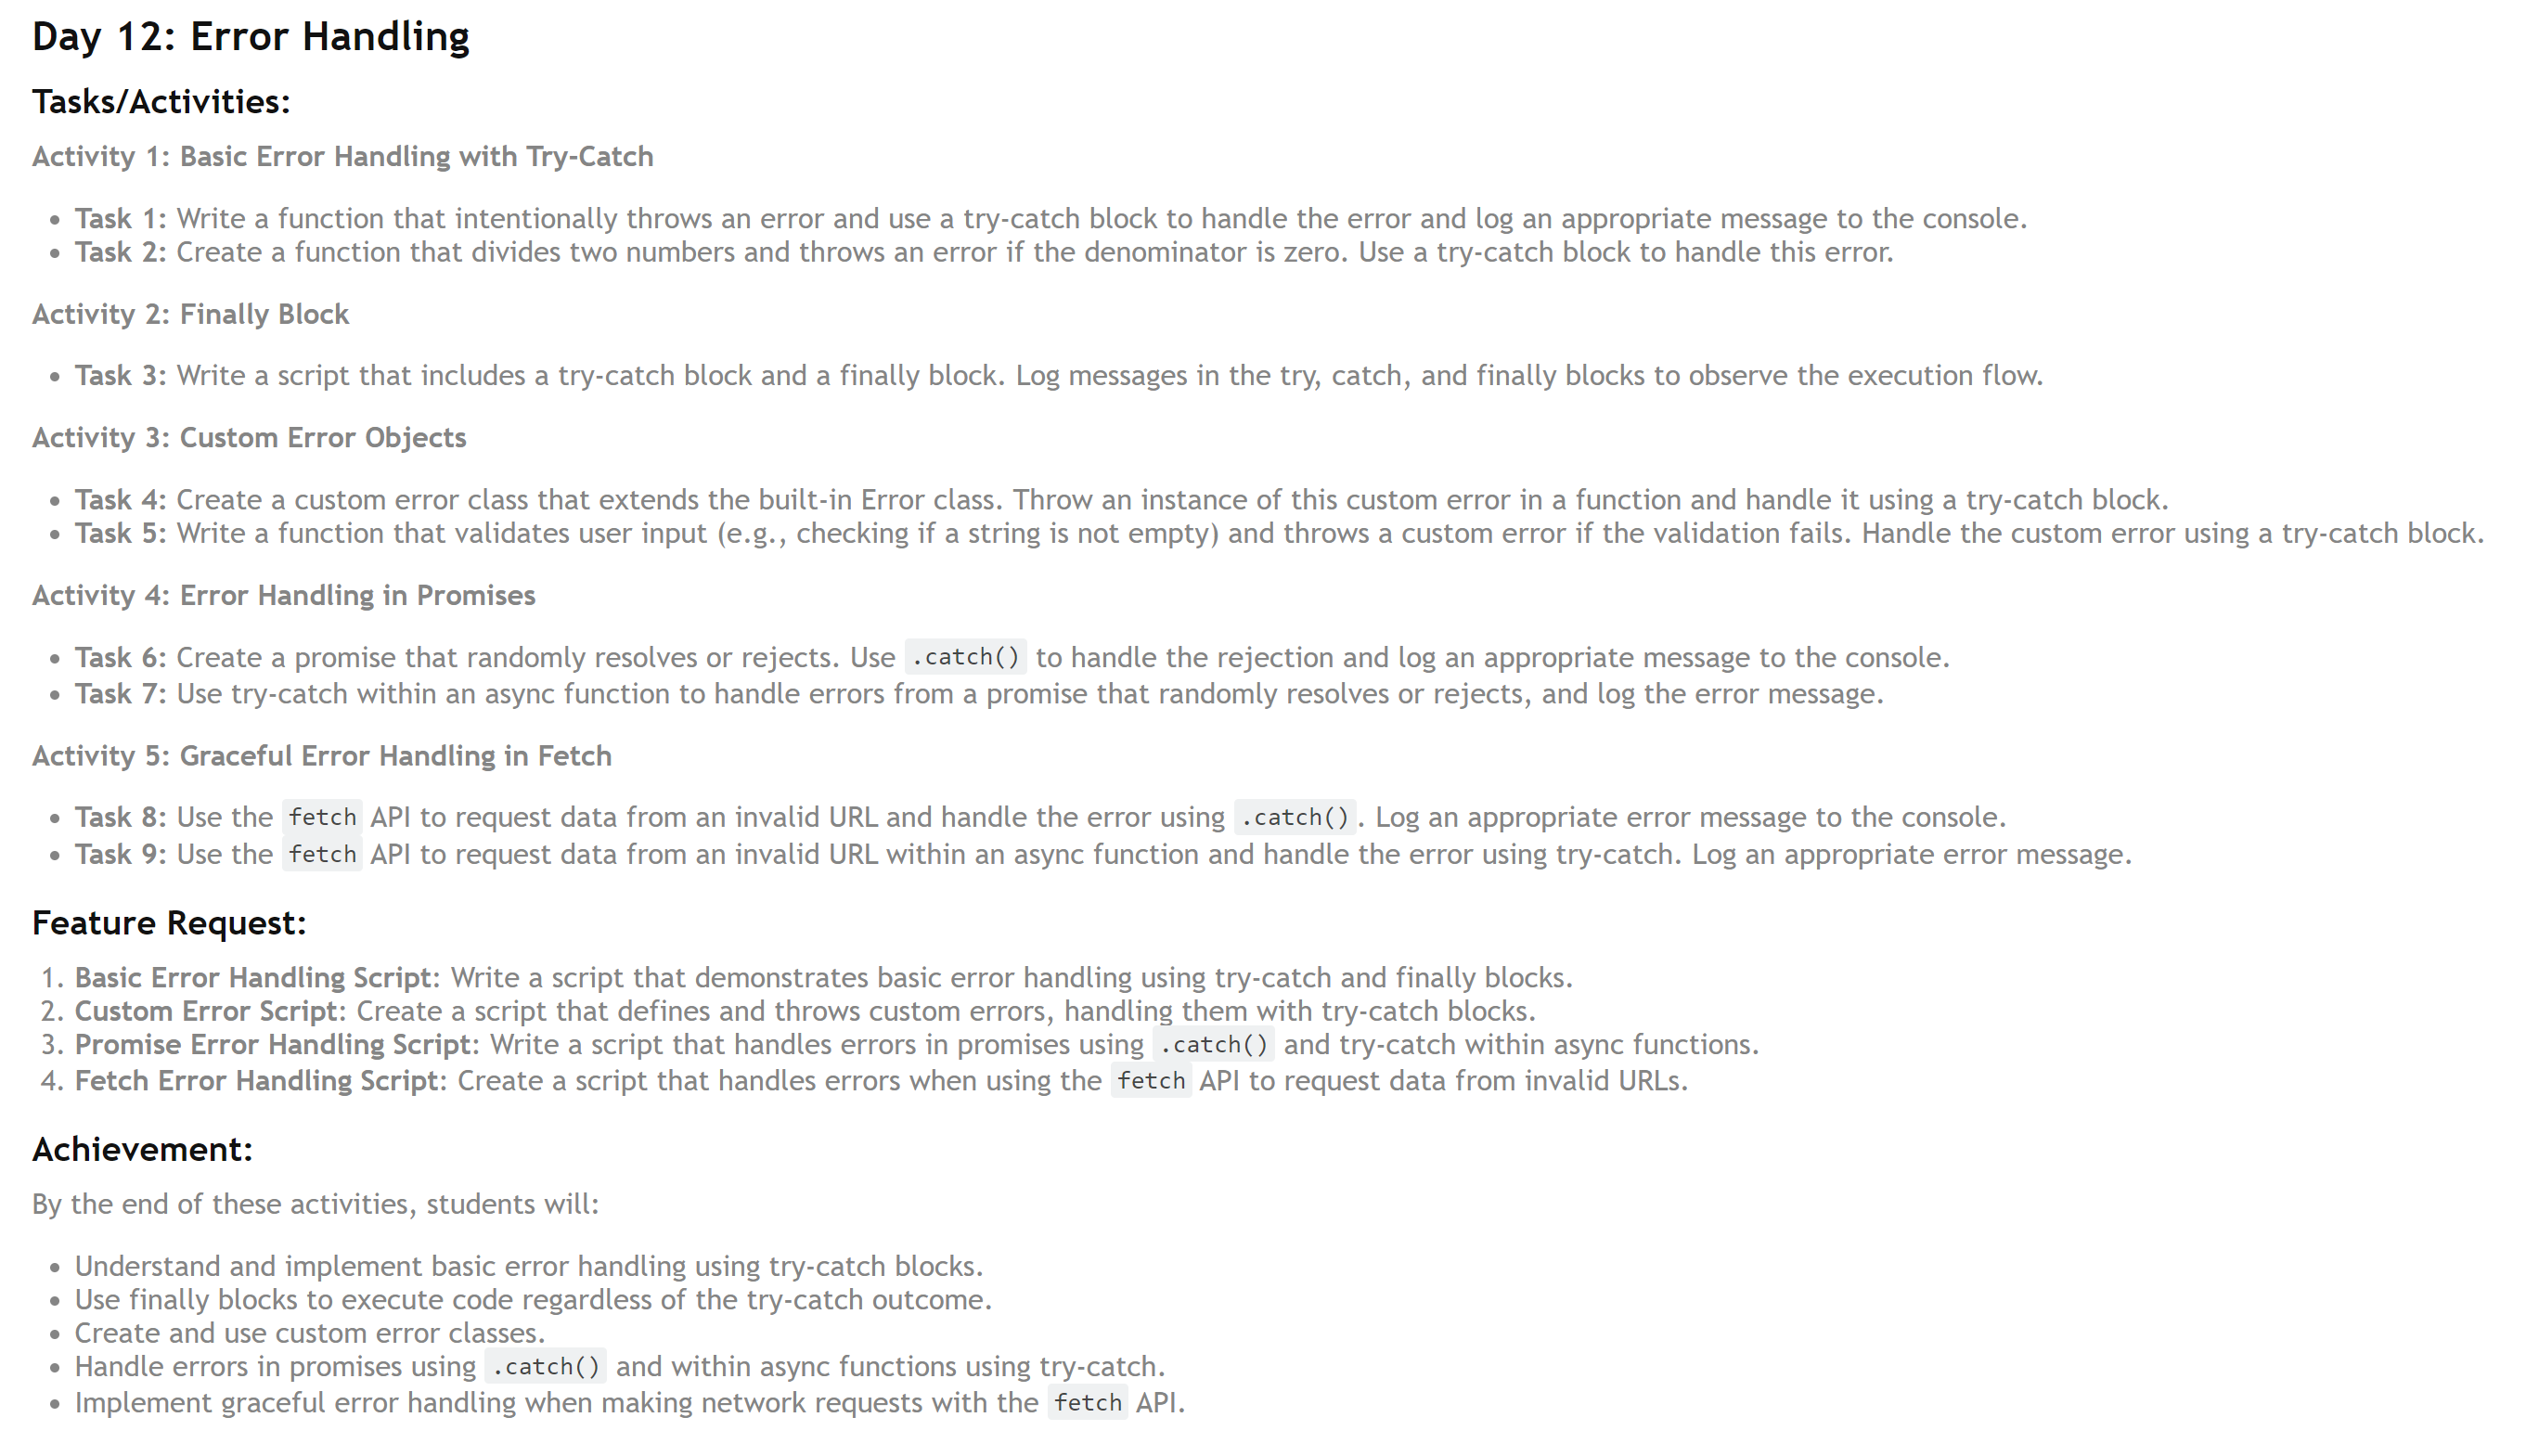 Day 12: Error Handling
Tasks/Activities:
Activity 1: Basic Error Handling with Try-Catch
• Task 1: Write a function that intentionally throws an error and use a try-catch block to handle the error and log an appropriate message to the console.
• Task 2: Create a function that divides two numbers and throws an error if the denominator is zero. Use a try-catch block to handle this error.
Activity 2: Finally Block
• Task 3: Write a script that includes a try-catch block and a finally block. Log messages in the try, catch, and finally blocks to observe the execution flow.
Activity 3: Custom Error Objects
• Task 4: Create a custom error class that extends the built-in Error class. Throw an instance of this custom error in a function and handle it using a try-catch block.
• Task 5: Write a function that validates user input (e.g., checking if a string is not empty) and throws a custom error if the validation fails. Handle the custom error using a try-catch block.
Activity 4: Error Handling in Promises
• Task 6: Create a promise that randomly resolves or rejects. Use .catch() to handle the rejection and log an appropriate message to the console.
• Task 7: Use try-catch within an async function to handle errors from a promise that randomly resolves or rejects, and log the error message.
Activity 5: Graceful Error Handling in Fetch
• Task 8: Use the fetch API to request data from an invalid URL and handle the error using .catch(). Log an appropriate error message to the console.
• Task 9: Use the fetch API to request data from an invalid URL within an async function and handle the error using try-catch. Log an appropriate error message.
Feature Request:
1. Basic Error Handling Script: Write a script that demonstrates basic error handling using try-catch and finally blocks.
2. Custom Error Script: Create a script that defines and throws custom errors, handling them with try-catch blocks.
3. Promise Error Handling Script: Write a script that handles errors in promises using .catch() and try-catch within async functions.
4. Fetch Error Handling Script: Create a script that handles errors when using the fetch API to request data from invalid URLs.
Achievement:
By the end of these activities, students will:
• Understand and implement basic error handling using try-catch blocks.
• Use finally blocks to execute code regardless of the try-catch outcome.
• Create and use custom error classes.
• Handle errors in promises using .catch() and within async functions using try-catch.
• Implement graceful error handling when making network requests with the fetch API.